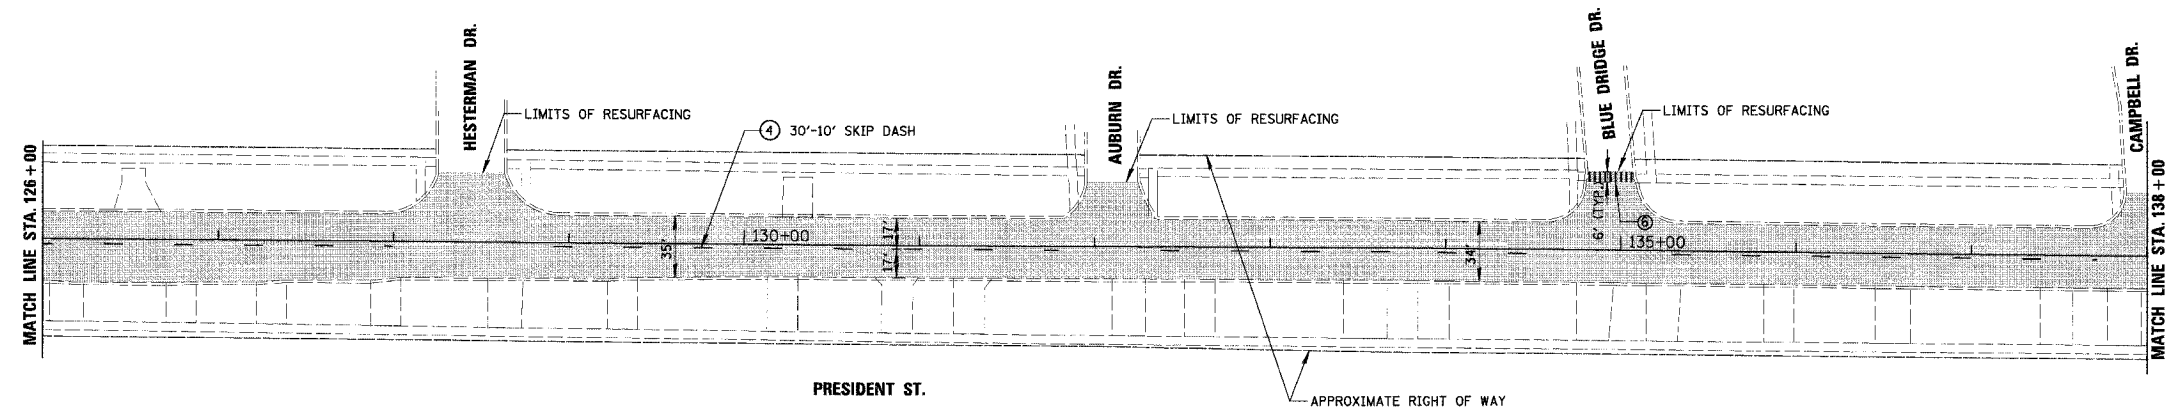 MATCH LINE STA. 126+00
HESTERMAN DR.
LIMITS OF RESURFACING
4 30'-10' SKIP DASH
35'
130+00
17'
17'
AUBURN DR.
LIMITS OF RESURFACING
34'
BLUE DRIDGE DR.
LIMITS OF RESURFACING
6' (TYP.)
6
135+00
CAMPBELL DR.
MATCH LINE STA. 138+00
PRESIDENT ST.
APPROXIMATE RIGHT OF WAY